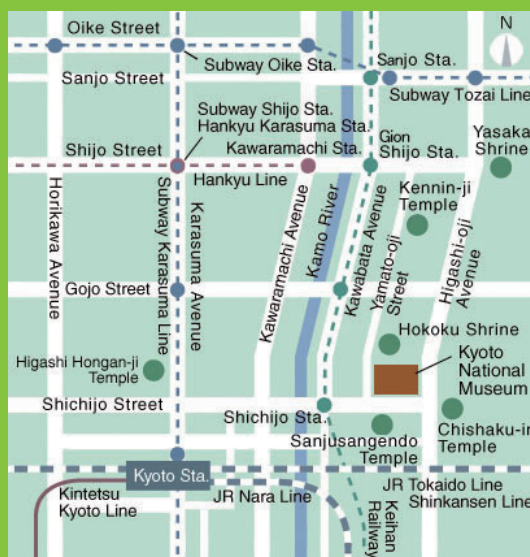 N
Oike Street
Subway Oike Sta.
Sanjo Sta.
Sanjo Street
Subway Tozai Line
Subway Shijo Sta.
Hankyu Karasuma Sta.
Gion
Shijo Sta.
Yasaka
Shrine
Shijo Street
Kawaramachi Sta.
Hankyu Line
Kennin-ji
Temple
Horikawa Avenue
Subway Karasuma Line
Karasuma Avenue
Kawaramachi Avenue
Kamo River
Kawabata Avenue
Yamato-oji
Street
Higashi-oji
Avenue
Gojo Street
Hokoku Shrine
Kyoto
National
Museum
Higashi Hongan-ji
Temple
Shichijo Street
Shichijo Sta.
Sanjusangendo
Temple
Chishaku-in
Temple
Kyoto Sta.
Kintetsu
Kyoto Line
JR Nara Line
Keihan
Railway
JR Tokaido Line
Shinkansen Line